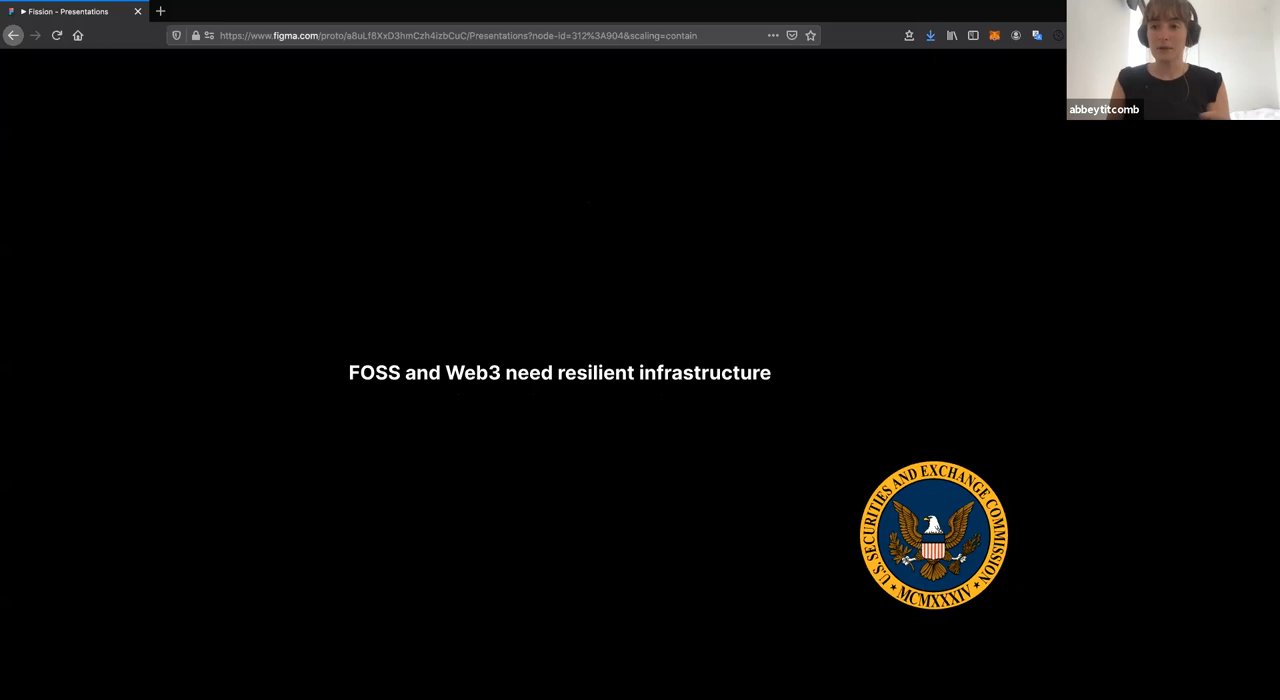 Fission - Presentations
https://www.figma.com/proto/a8uLf8XxD3hmCzh4izbCuC/Presentations?node-id=312%3A904&scaling=contain
abbeytitcomb
FOSS and Web3 need resilient infrastructure
U.S. SECURITIES AND EXCHANGE COMMISSION
MCMXXXIV